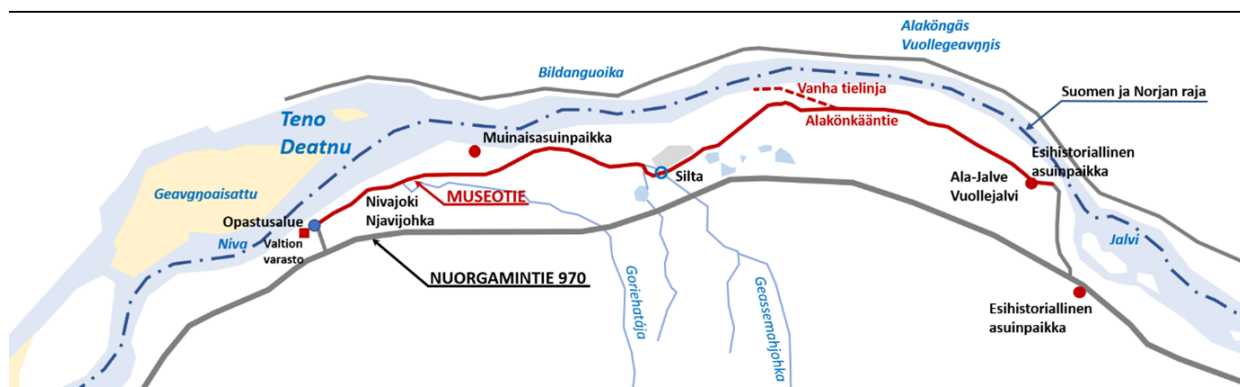 Alaköngäs
Vuollegeavŋŋis
Bildanguoika
Vanha tielinja
Suomen ja Norjan raja
Teno
Deatnu
Alakönkääntie
Muinaisasuinpaikka
Esihistoriallinen
asuinpaikka
Silta
Ala-Jalve
Vuollejalvi
Geavgŋoaisattu
MUSEOTIE
Nivajoki
Njavijohka
Opastusalue
Niva
Valtion
varasto
Jalvi
NUORGAMINTIE 970
Goriehatája
Geassemahjohka
Esihistoriallinen
asuinpaikka